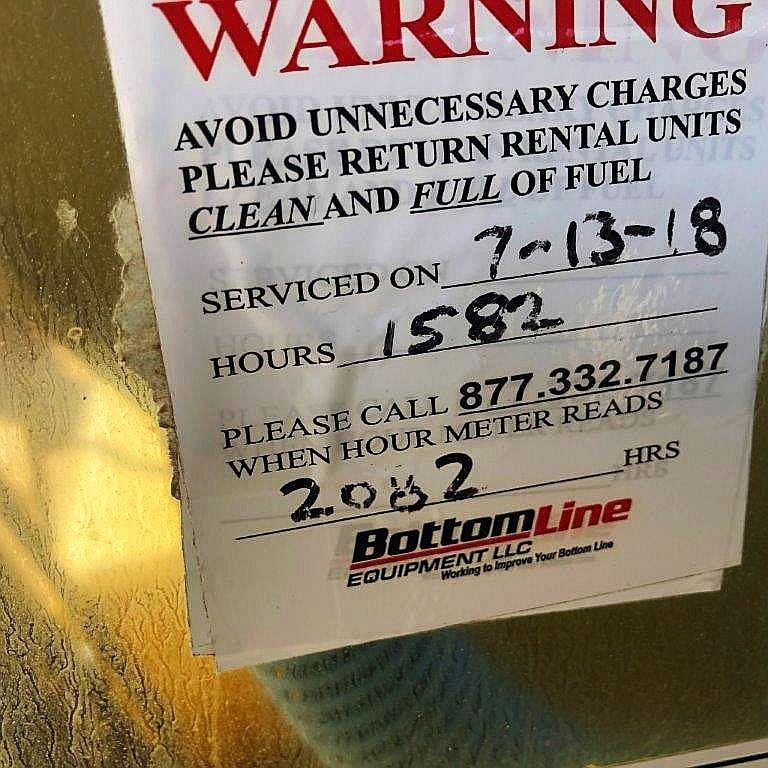 WARNING
AVOID UNNECESSARY CHARGES
PLEASE RETURN RENTAL UNITS
CLEAN AND FULL OF FUEL
SERVICED ON 7-13-18
HOURS 1582
PLEASE CALL 877.332.7187
WHEN HOUR METER READS
2082 HRS
BottomLine
EQUIPMENT LLC
Working to Improve Your Bottom Line